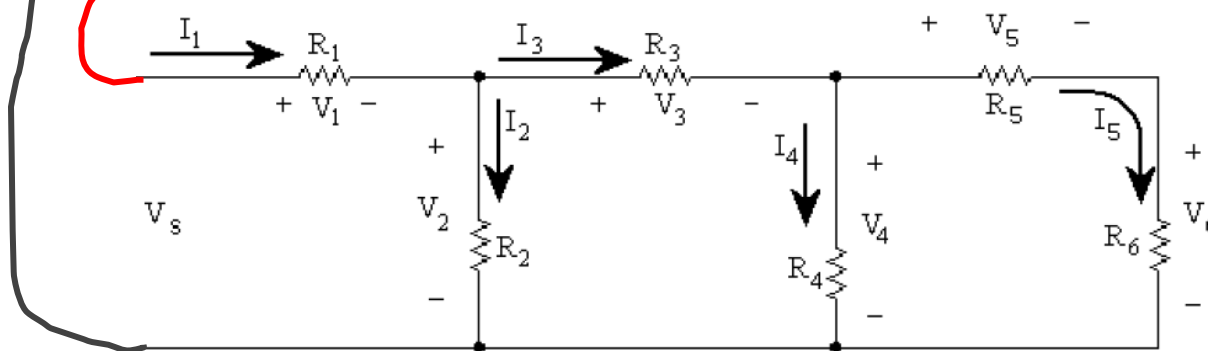 I1 R1 I3 R3 + V5 −
+ V1 − + V3 − R5
I2 I4 I5
+ + +
Vs V2 V4
R2 R4 R6
− − −